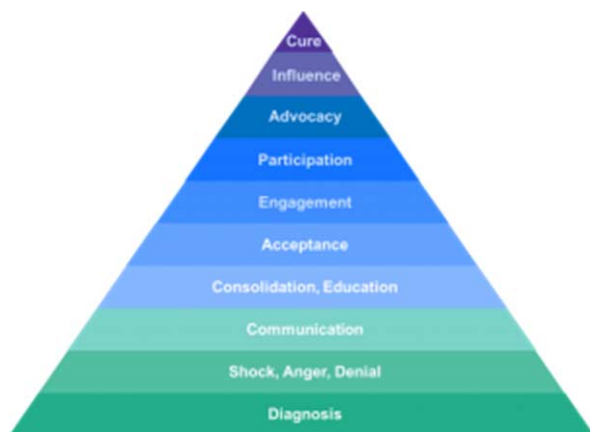 Cure
Influence
Advocacy
Participation
Engagement
Acceptance
Consolidation, Education
Communication
Shock, Anger, Denial
Diagnosis